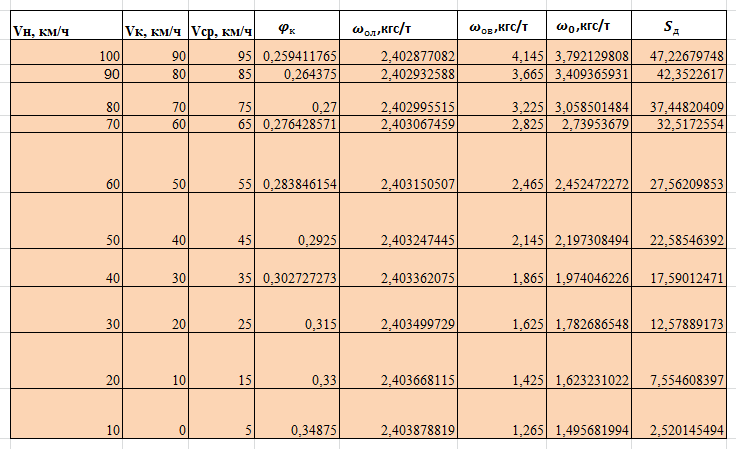 Vн, км/ч Vк, км/ч Vср, км/ч φк ωол,кгс/т ωов,кгс/т ω0,кгс/т Sд
100 90 95 0,259411765 2,402877082 4,145 3,792129808 47,22679748
90 80 85 0,264375 2,402932588 3,665 3,409365931 42,3522617
80 70 75 0,27 2,402995515 3,225 3,058501484 37,44820409
70 60 65 0,276428571 2,403067459 2,825 2,73953679 32,5172554
60 50 55 0,283846154 2,403150507 2,465 2,452472272 27,56209853
50 40 45 0,2925 2,403247445 2,145 2,197308494 22,58546392
40 30 35 0,302727273 2,403362075 1,865 1,974046226 17,59012471
30 20 25 0,315 2,403499729 1,625 1,782686548 12,57889173
20 10 15 0,33 2,403668115 1,425 1,623231022 7,554608397
10 0 5 0,34875 2,403878819 1,265 1,495681994 2,520145494